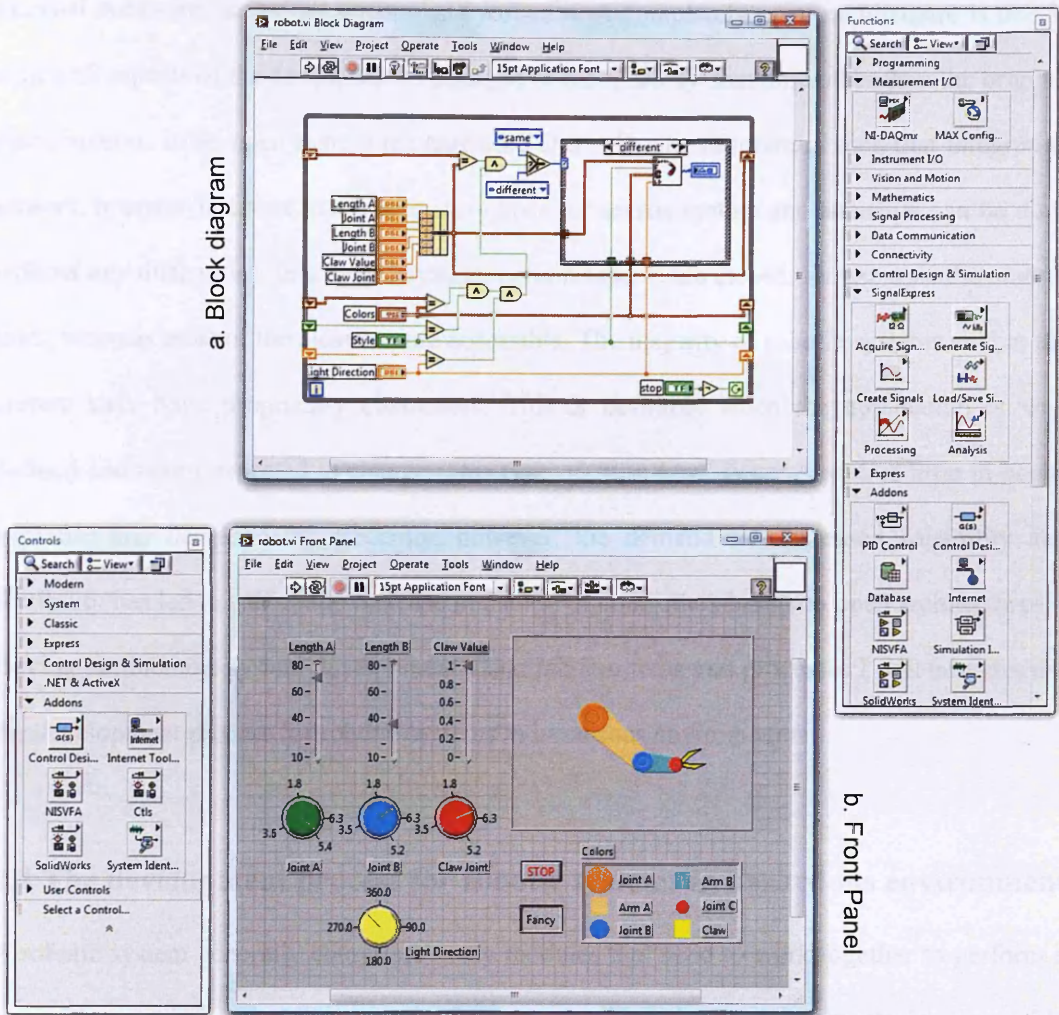 robot.vi Block Diagram
File Edit View Project Operate Tools Window Help
15pt Application Font
same
different
different
Length A
Joint A
Length B
Joint B
Claw Value
Claw Joint
Colors
Style
Light Direction
stop
a. Block diagram
Functions
Search View
Programming
Measurement I/O
NI-DAQmx MAX Config...
Instrument I/O
Vision and Motion
Mathematics
Signal Processing
Data Communication
Connectivity
Control Design & Simulation
SignalExpress
Acquire Sign... Generate Sig...
Create Signals Load/Save Si...
Processing Analysis
Express
Addons
PID Control Control Desi...
Database Internet
NISVFA Simulation I...
SolidWorks System Ident...
Controls
Search View
Modern
System
Classic
Express
Control Design & Simulation
.NET & ActiveX
Addons
Control Desi... Internet Tool...
NISVFA Ctls
SolidWorks System Ident...
User Controls
Select a Control...
robot.vi Front Panel
File Edit View Project Operate Tools Window Help
15pt Application Font
Length A Length B Claw Value
80 80 1
60 60 0.8
0.6
40 40 0.4
0.2
10 10 0
1.8 1.8 1.8
3.5 6.3 3.5 6.3 3.5 6.3
5.4 5.2 5.2
Joint A Joint B Claw Joint
360.0
270.0 90.0
180.0 Light Direction
STOP
Fancy
Colors
Joint A Arm B
Arm A Joint C
Joint B Claw
b. Front Panel